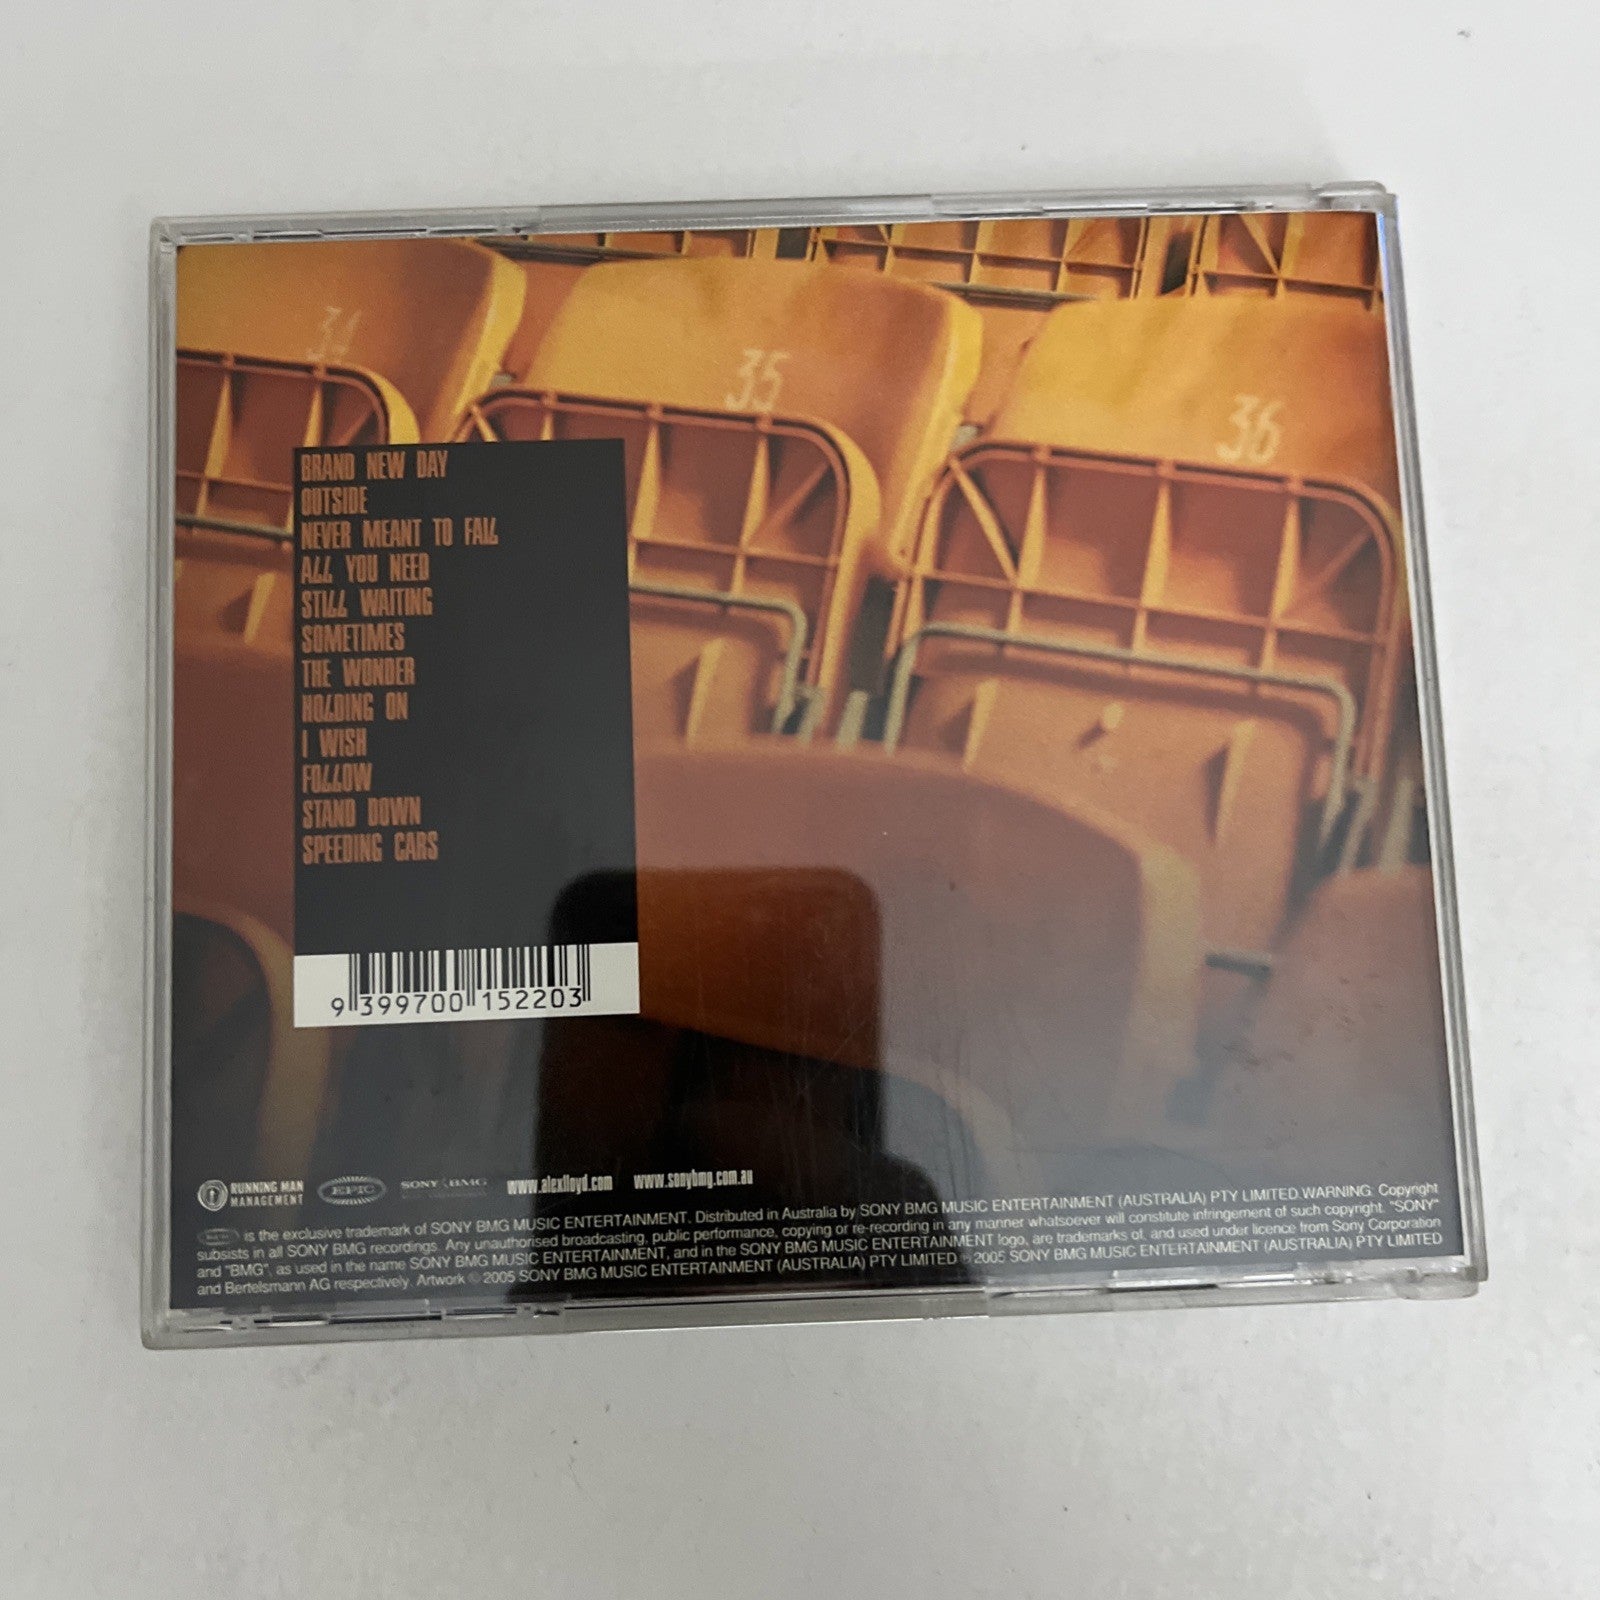 34
35
36
BRAND NEW DAY
OUTSIDE
NEVER MEANT TO FALL
ALL YOU NEED
STILL WAITING
SOMETIMES
THE WONDER
HOLDING ON
I WISH
FOLLOW
STAND DOWN
SPEEDING CARS
9 399700 152203
RUNNING MAN
MANAGEMENT
EPIC
SONY BMG
www.alexlloyd.com
www.sonybmg.com.au
is the exclusive trademark of SONY BMG MUSIC ENTERTAINMENT. Distributed in Australia by SONY BMG MUSIC ENTERTAINMENT (AUSTRALIA) PTY LIMITED.WARNING. Copyright
subsists in all SONY BMG recordings. Any unauthorised broadcasting, public performance, copying or re-recording in any manner whatsoever will constitute infringement of such copyright. "SONY"
and "BMG", as used in the name SONY BMG MUSIC ENTERTAINMENT, and in the SONY BMG MUSIC ENTERTAINMENT logo, are trademarks of, and used under licence from Sony Corporation
and Bertelsmann AG respectively. Artwork © 2005 SONY BMG MUSIC ENTERTAINMENT (AUSTRALIA) PTY LIMITED ℗ 2005 SONY BMG MUSIC ENTERTAINMENT (AUSTRALIA) PTY LIMITED